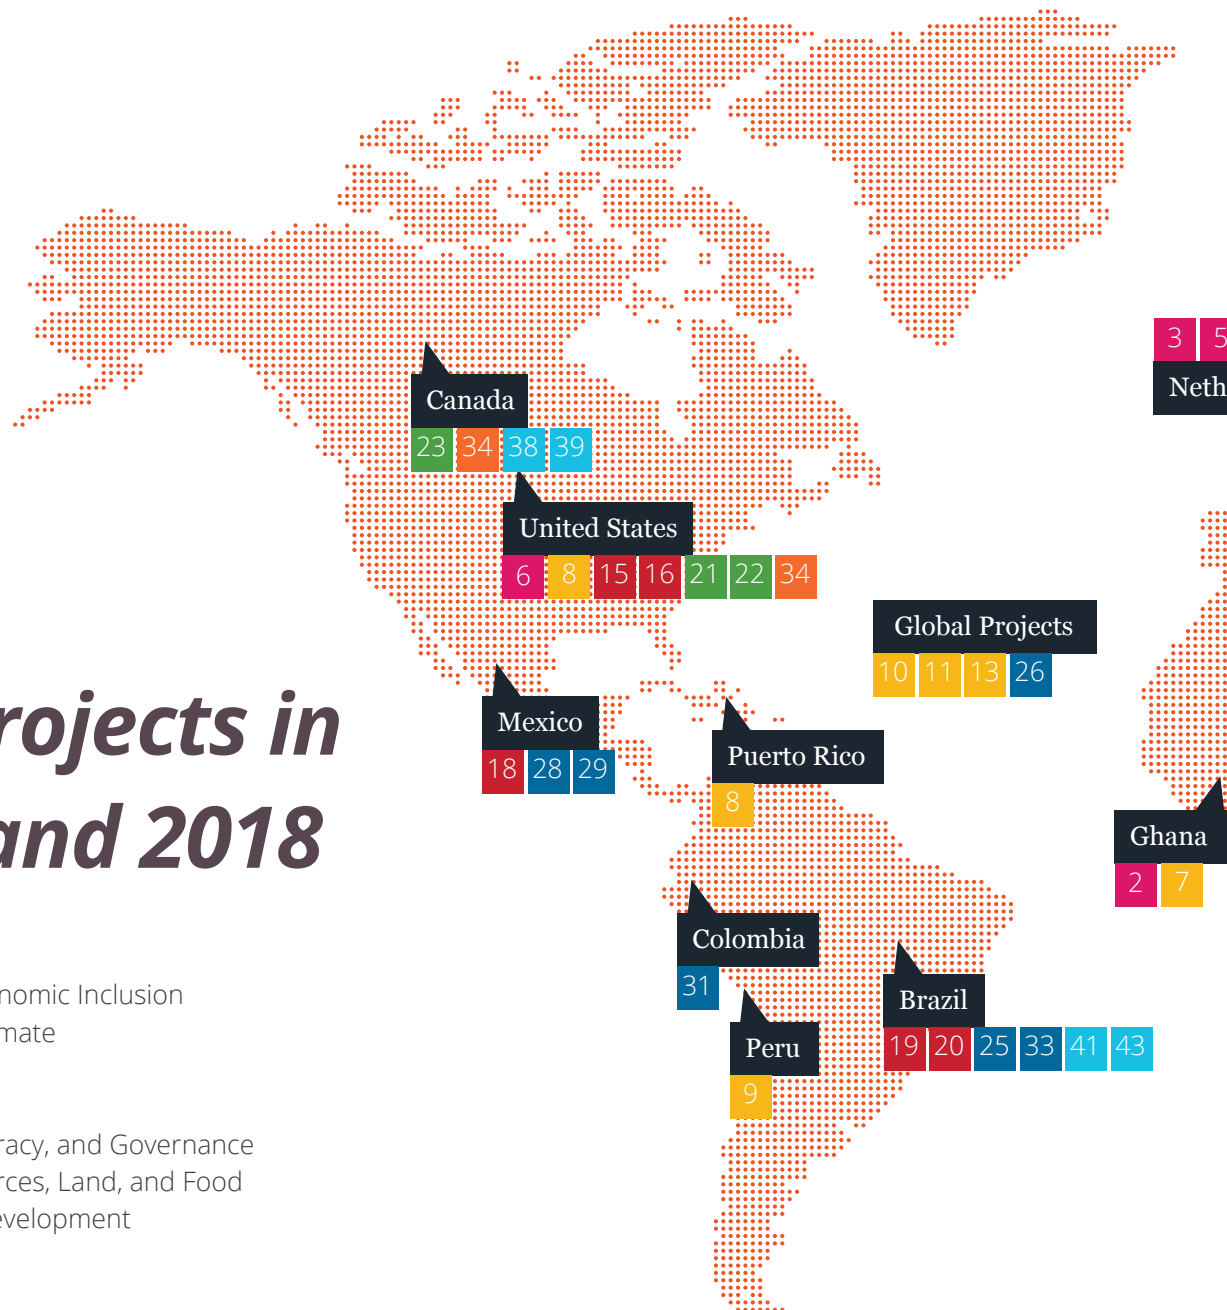 Canada
23 34 38 39
3 5
Neth
United States
6 8 15 16 21 22 34
Global Projects
10 11 13 26
rojects in
and 2018
Mexico
18 28 29
Puerto Rico
8
Ghana
2 7
Colombia
31
Brazil
19 20 25 33 41 43
Peru
9
nomic Inclusion
mate
racy, and Governance
rces, Land, and Food
evelopment